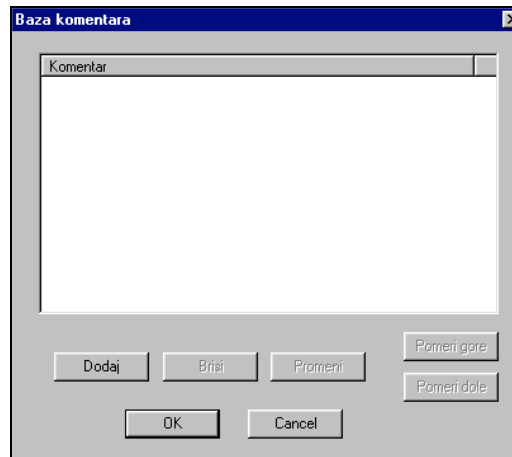 Baza komentara
Komentar
Pomeri gore
Dodaj Brisi Promeni
Pomeri dole
OK Cancel